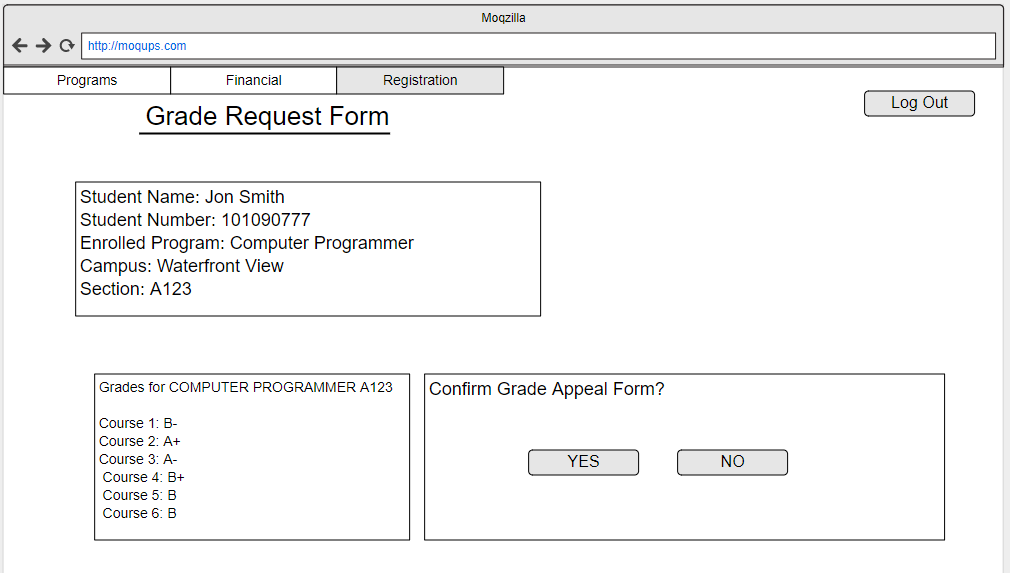 Moqzilla
http://moqups.com
Programs Financial Registration
Log Out
Grade Request Form
Student Name: Jon Smith
Student Number: 101090777
Enrolled Program: Computer Programmer
Campus: Waterfront View
Section: A123
Grades for COMPUTER PROGRAMMER A123
Course 1: B-
Course 2: A+
Course 3: A-
Course 4: B+
Course 5: B
Course 6: B
Confirm Grade Appeal Form?
YES NO